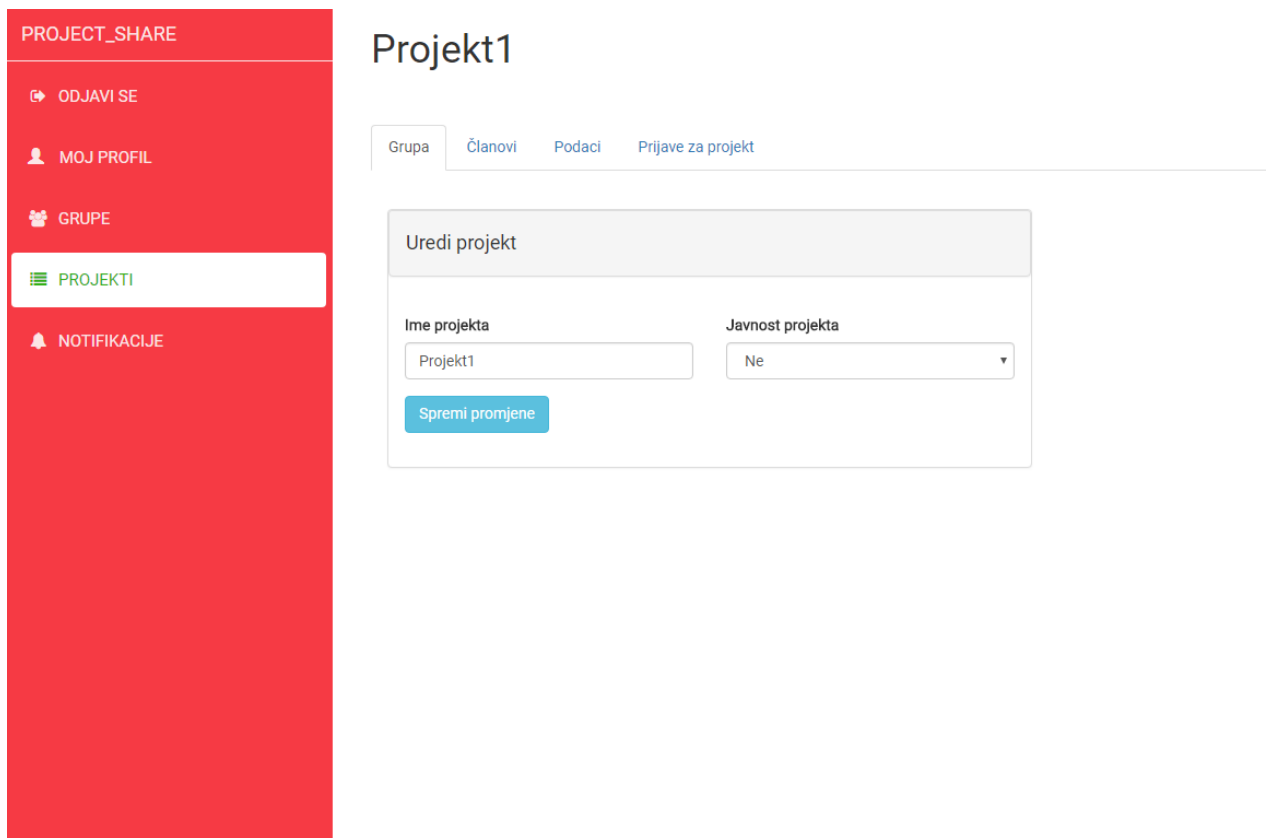 PROJECT_SHARE
ODJAVI SE
MOJ PROFIL
GRUPE
PROJEKTI
NOTIFIKACIJE
Projekt1
Grupa Članovi Podaci Prijave za projekt
Uredi projekt
Ime projekta Javnost projekta
Projekt1 Ne
Spremi promjene